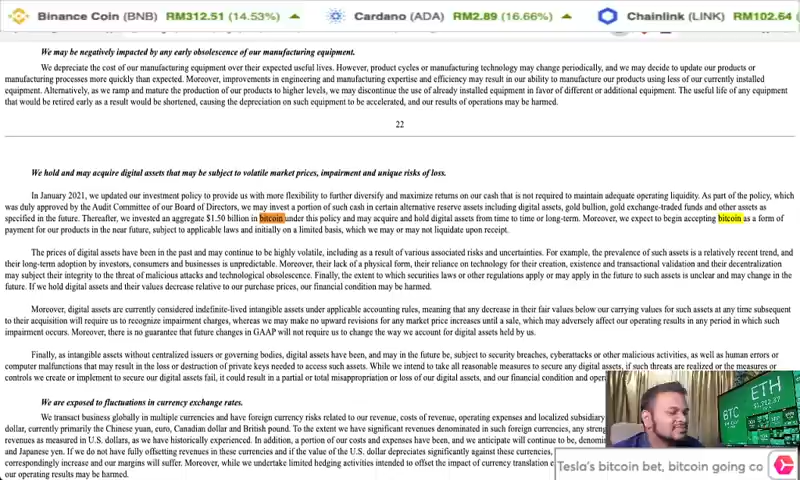 Binance Coin (BNB) RM312.51 (14.53%) Cardano (ADA) RM2.89 (16.66%) Chainlink (LINK) RM102.64
We may be negatively impacted by any early obsolescence of our manufacturing equipment.
We depreciate the cost of our manufacturing equipment over their expected useful lives. However, product cycles or manufacturing technology may change periodically, and we may decide to update our products or
manufacturing processes more quickly than expected. Moreover, improvements in engineering and manufacturing expertise and efficiency may result in our ability to manufacture our products using less of our currently installed
equipment. Alternatively, as we ramp and mature the production of our products to higher levels, we may discontinue the use of already installed equipment in favor of different or additional equipment. The useful life of any equipment
that would be retired early as a result would be shortened, causing the depreciation on such equipment to be accelerated, and our results of operations may be harmed.
22
We hold and may acquire digital assets that may be subject to volatile market prices, impairment and unique risks of loss.
In January 2021, we updated our investment policy to provide us with more flexibility to further diversify and maximize returns on our cash that is not required to maintain adequate operating liquidity. As part of the policy, which
was duly approved by the Audit Committee of our Board of Directors, we may invest a portion of such cash in certain alternative reserve assets including digital assets, gold bullion, gold exchange-traded funds and other assets as
specified in the future. Thereafter, we invested an aggregate $1.50 billion in bitcoin under this policy and may acquire and hold digital assets from time to time or long-term. Moreover, we expect to begin accepting bitcoin as a form of
payment for our products in the near future, subject to applicable laws and initially on a limited basis, which we may or may not liquidate upon receipt.
The prices of digital assets have been in the past and may continue to be highly volatile, including as a result of various associated risks and uncertainties. For example, the prevalence of such assets is a relatively recent trend, and
their long-term adoption by investors, consumers and businesses is unpredictable. Moreover, their lack of a physical form, their reliance on technology for their creation, existence and transactional validation and their decentralization
may subject their integrity to the threat of malicious attacks and technological obsolescence. Finally, the extent to which securities laws or other regulations apply or may apply in the future to such assets is unclear and may change in the
future. If we hold digital assets and their values decrease relative to our purchase prices, our financial condition may be harmed.
Moreover, digital assets are currently considered indefinite-lived intangible assets under applicable accounting rules, meaning that any decrease in their fair values below our carrying values for such assets at any time subsequent
to their acquisition will require us to recognize impairment charges, whereas we may make no upward revisions for any market price increases until a sale, which may adversely affect our operating results in any period in which such
impairment occurs. Moreover, there is no guarantee that future changes in GAAP will not require us to change the way we account for digital assets held by us.
Finally, as intangible assets without centralized issuers or governing bodies, digital assets have been, and may in the future be, subject to security breaches, cyberattacks or other malicious activities, as well as human errors or
computer malfunctions that may result in the loss or destruction of private keys needed to access such assets. While we intend to take all reasonable measures to secure any digital assets, if such threats are realized or the measures or
controls we create or implement to secure our digital assets fail, it could result in a partial or total misappropriation or loss of our digital assets, and our financial condition and oper
We are exposed to fluctuations in currency exchange rates.
We transact business globally in multiple currencies and have foreign currency risks related to our revenue, costs of revenue, operating expenses and localized subsidiary
dollar, currently primarily the Chinese yuan, euro, Canadian dollar and British pound. To the extent we have significant revenues denominated in such foreign currencies, any streng
revenues as measured in U.S. dollars, as we have historically experienced. In addition, a portion of our costs and expenses have been, and we anticipate will continue to be, denomin
and Japanese yen. If we do not have fully offsetting revenues in these currencies and if the value of the U.S. dollar depreciates significantly against these currencies,
correspondingly increase and our margins will suffer. Moreover, while we undertake limited hedging activities intended to offset the impact of currency translation e
our operating results may be harmed.
BTC
ETH
Tesla's bitcoin bet, bitcoin going co